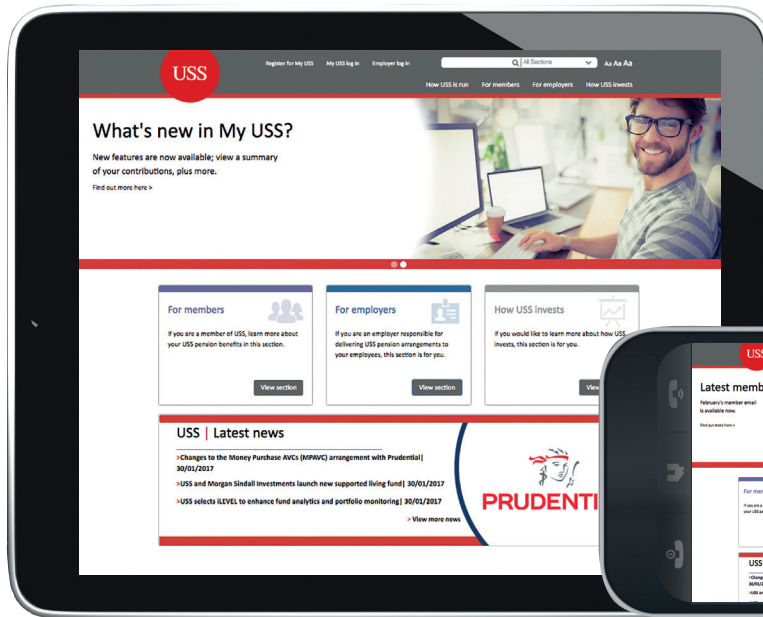 USS
Register for My USS
My USS log in
Employer log in
All Sections
Aa Aa Aa
How USS is run
For members
For employers
How USS invests
What's new in My USS?
New features are now available; view a summary
of your contributions, plus more.
Find out more here >
For members
If you are a member of USS, learn more about
your USS pension benefits in this section.
View section
For employers
If you are an employer responsible for
delivering USS pension arrangements to
your employees, this section is for you.
View section
How USS invests
If you would like to learn more about how USS
invests, this section is for you.
View
USS | Latest news
>Changes to the Money Purchase AVCs (MPAVC) arrangement with Prudential|
30/01/2017
>USS and Morgan Sindall Investments launch new supported living fund| 30/01/2017
>USS selects iLEVEL to enhance fund analytics and portfolio monitoring| 30/01/2017
> View more news
PRUDENTI
USS
Latest memb
February's member email
is available now.
Find out more here >
For mem
USS